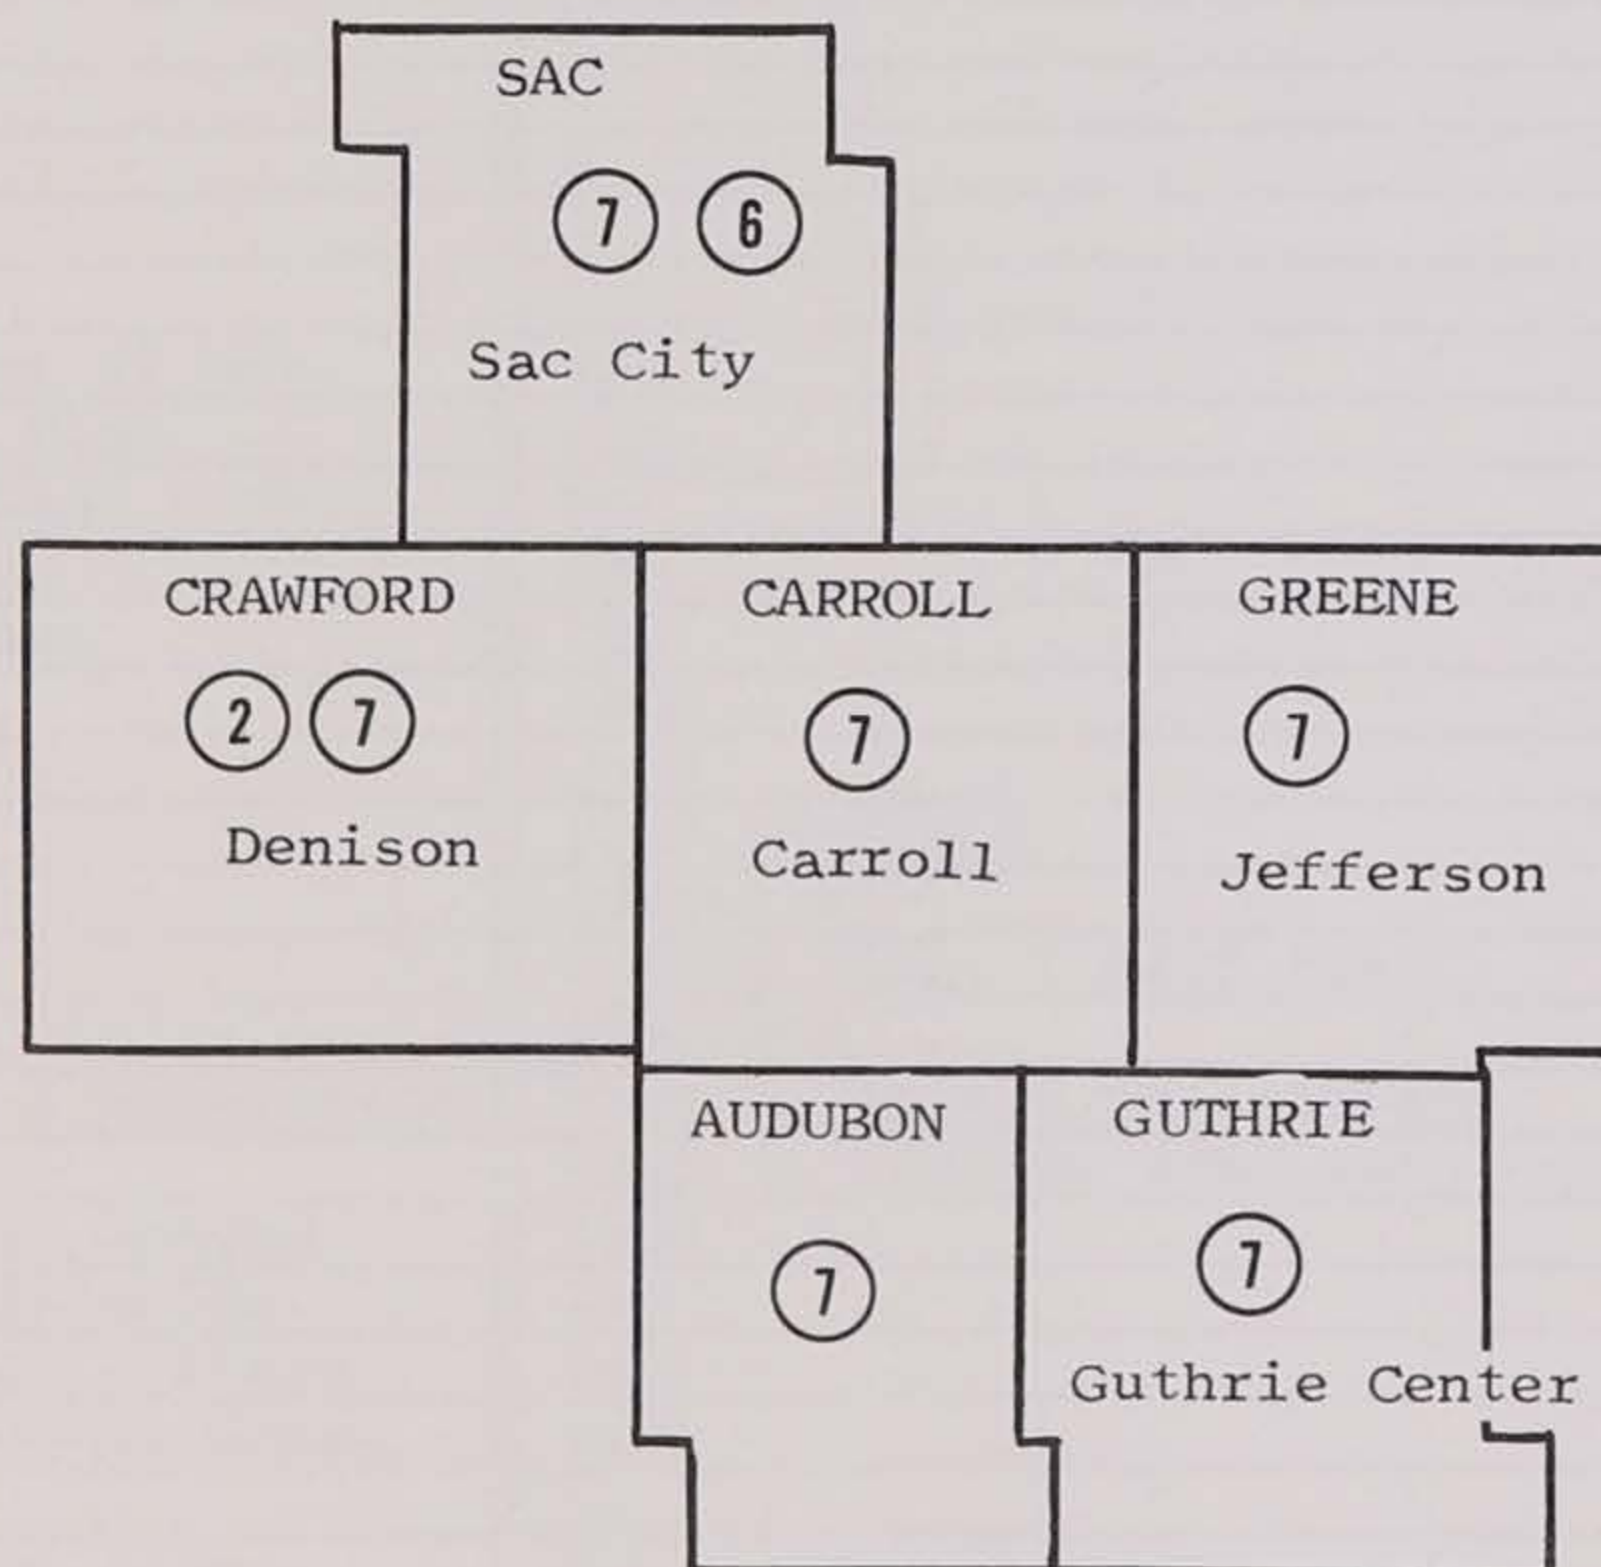 SAC
7 6
Sac City
CRAWFORD
2 7
Denison
CARROLL
7
Carroll
GREENE
7
Jefferson
AUDUBON
7
GUTHRIE
7
Guthrie Center